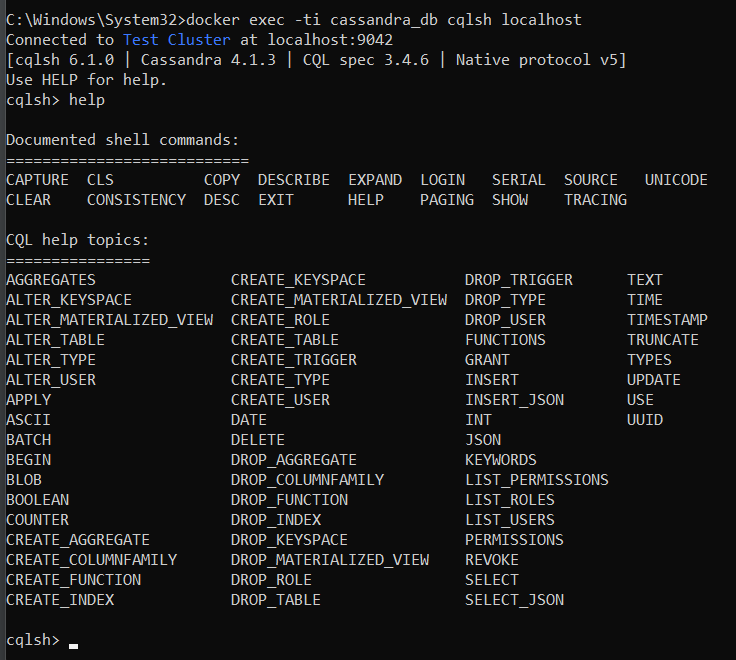 C:\Windows\System32>docker exec -ti cassandra_db cqlsh localhost
Connected to Test Cluster at localhost:9042
[cqlsh 6.1.0 | Cassandra 4.1.3 | CQL spec 3.4.6 | Native protocol v5]
Use HELP for help.
cqlsh> help

Documented shell commands:
===========================
CAPTURE  CLS          COPY  DESCRIBE  EXPAND  LOGIN   SERIAL  SOURCE   UNICODE
CLEAR    CONSISTENCY  DESC  EXIT      HELP    PAGING  SHOW    TRACING

CQL help topics:
================
AGGREGATES               CREATE_KEYSPACE           DROP_TRIGGER      TEXT
ALTER_KEYSPACE           CREATE_MATERIALIZED_VIEW  DROP_TYPE         TIME
ALTER_MATERIALIZED_VIEW  CREATE_ROLE               DROP_USER         TIMESTAMP
ALTER_TABLE              CREATE_TABLE              FUNCTIONS         TRUNCATE
ALTER_TYPE               CREATE_TRIGGER            GRANT             TYPES
ALTER_USER               CREATE_TYPE               INSERT            UPDATE
APPLY                    CREATE_USER               INSERT_JSON       USE
ASCII                    DATE                      INT               UUID
BATCH                    DELETE                    JSON
BEGIN                    DROP_AGGREGATE            KEYWORDS
BLOB                     DROP_COLUMNFAMILY         LIST_PERMISSIONS
BOOLEAN                  DROP_FUNCTION             LIST_ROLES
COUNTER                  DROP_INDEX                LIST_USERS
CREATE_AGGREGATE         DROP_KEYSPACE             PERMISSIONS
CREATE_COLUMNFAMILY      DROP_MATERIALIZED_VIEW    REVOKE
CREATE_FUNCTION          DROP_ROLE                 SELECT
CREATE_INDEX             DROP_TABLE                SELECT_JSON

cqlsh>